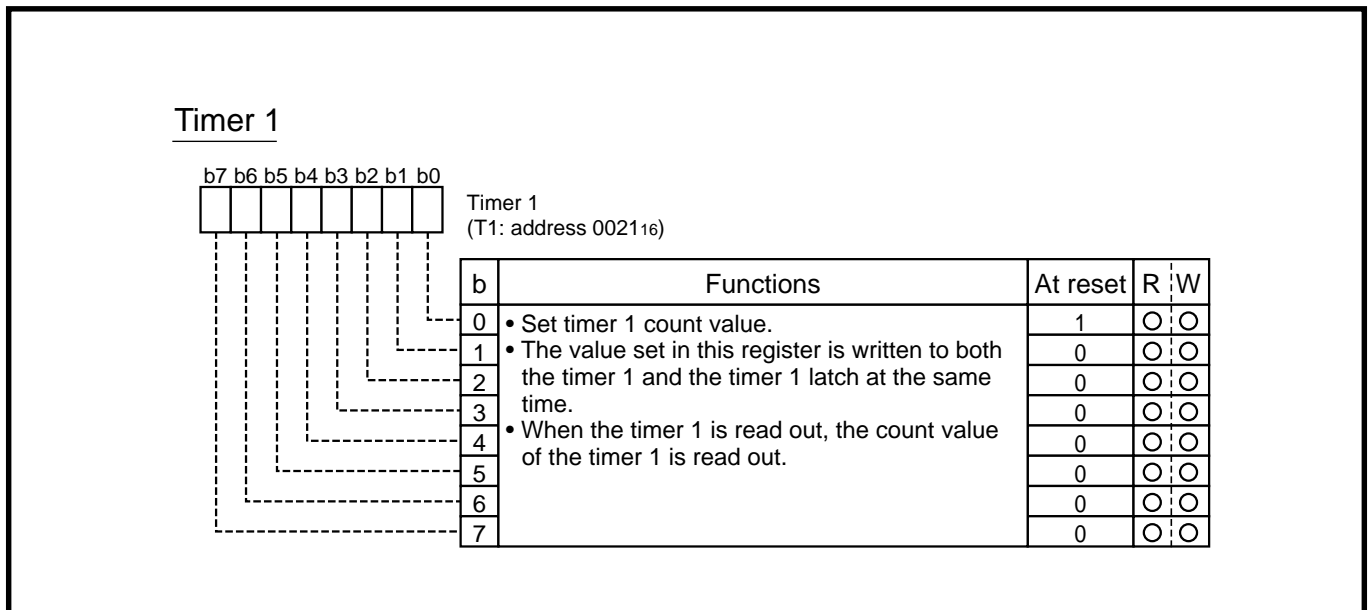 Timer 1
b7 b6 b5 b4 b3 b2 b1 b0
Timer 1
(T1: address 002116)
b Functions At reset R W
0 • Set timer 1 count value. 1 ○ ○
1 • The value set in this register is written to both 0 ○ ○
2 the timer 1 and the timer 1 latch at the same 0 ○ ○
3 time. 0 ○ ○
4 • When the timer 1 is read out, the count value 0 ○ ○
5 of the timer 1 is read out. 0 ○ ○
6 0 ○ ○
7 0 ○ ○